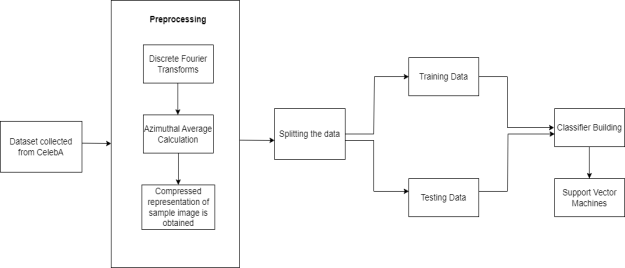 Preprocessing
Discrete Fourier
Transforms
Azimuthal Average
Calculation
Compressed
representation of
sample image is
obtained
Dataset collected
from CelebA
Splitting the data
Training Data
Testing Data
Classifier Building
Support Vector
Machines